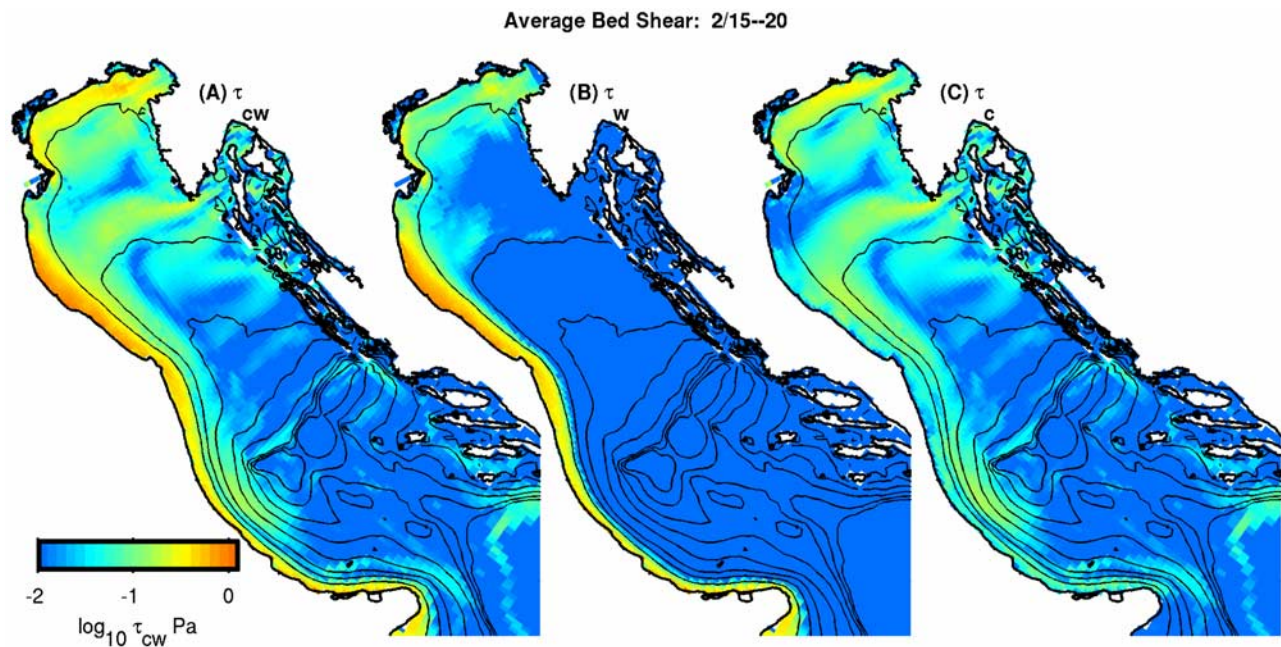 Average Bed Shear: 2/15--20
(A) τ cw
(B) τ w
(C) τ c
-2 -1 0
log10 τcw Pa